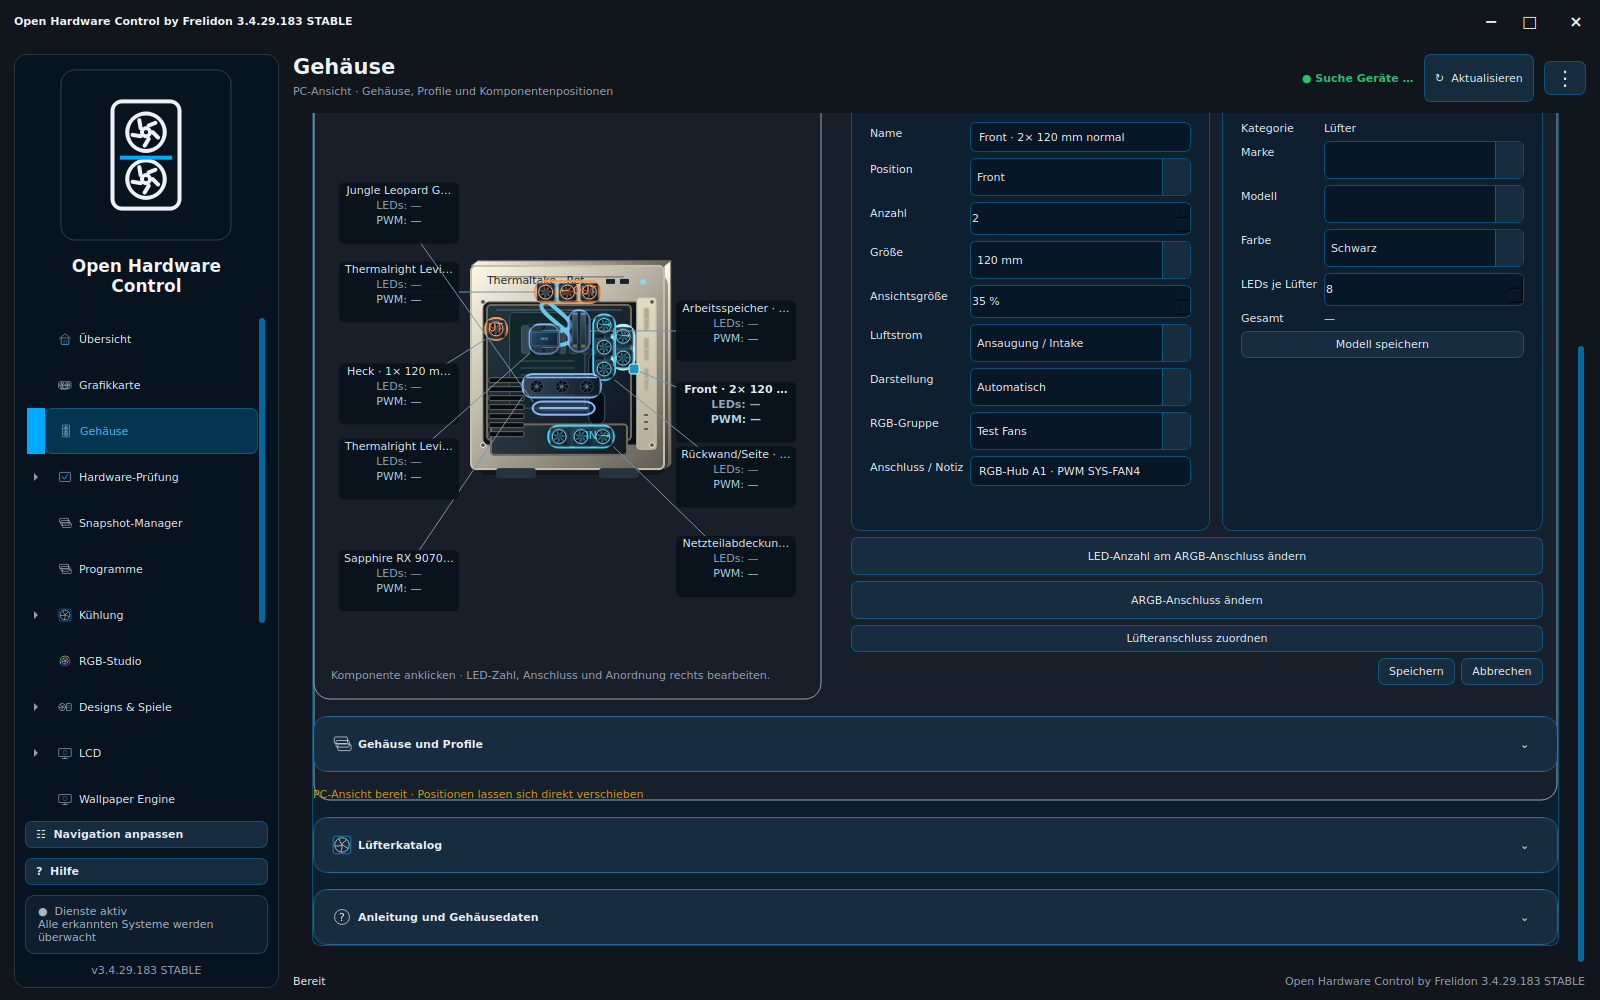 Open Hardware Control by Frelidon 3.4.29.183 STABLE
Open Hardware
Control
Übersicht
Grafikkarte
Gehäuse
Hardware-Prüfung
Snapshot-Manager
Programme
Kühlung
RGB-Studio
Designs & Spiele
LCD
Wallpaper Engine
Navigation anpassen
? Hilfe
Dienste aktiv
Alle erkannten Systeme werden
überwacht
v3.4.29.183 STABLE
Gehäuse
PC-Ansicht · Gehäuse, Profile und Komponentenpositionen
Suche Geräte ...
Aktualisieren
Jungle Leopard G...
LEDs: —
PWM: —
Thermalright Levi...
LEDs: —
PWM: —
Heck · 1× 120 m...
LEDs: —
PWM: —
Thermalright Levi...
LEDs: —
PWM: —
Sapphire RX 9070...
LEDs: —
PWM: —
Arbeitsspeicher · ...
LEDs: —
PWM: —
Front · 2× 120 ...
LEDs: —
PWM: —
Rückwand/Seite · ...
LEDs: —
PWM: —
Netzteilabdeckun...
LEDs: —
PWM: —
Komponente anklicken · LED-Zahl, Anschluss und Anordnung rechts bearbeiten.
Name
Front · 2× 120 mm normal
Position
Front
Anzahl
2
Größe
120 mm
Ansichtsgröße
35 %
Luftstrom
Ansaugung / Intake
Darstellung
Automatisch
RGB-Gruppe
Test Fans
Anschluss / Notiz
RGB-Hub A1 · PWM SYS-FAN4
Kategorie
Lüfter
Marke
Modell
Farbe
Schwarz
LEDs je Lüfter
8
Gesamt
—
Modell speichern
LED-Anzahl am ARGB-Anschluss ändern
ARGB-Anschluss ändern
Lüfteranschluss zuordnen
Speichern
Abbrechen
Gehäuse und Profile
PC-Ansicht bereit · Positionen lassen sich direkt verschieben
Lüfterkatalog
Anleitung und Gehäusedaten
Bereit
Open Hardware Control by Frelidon 3.4.29.183 STABLE